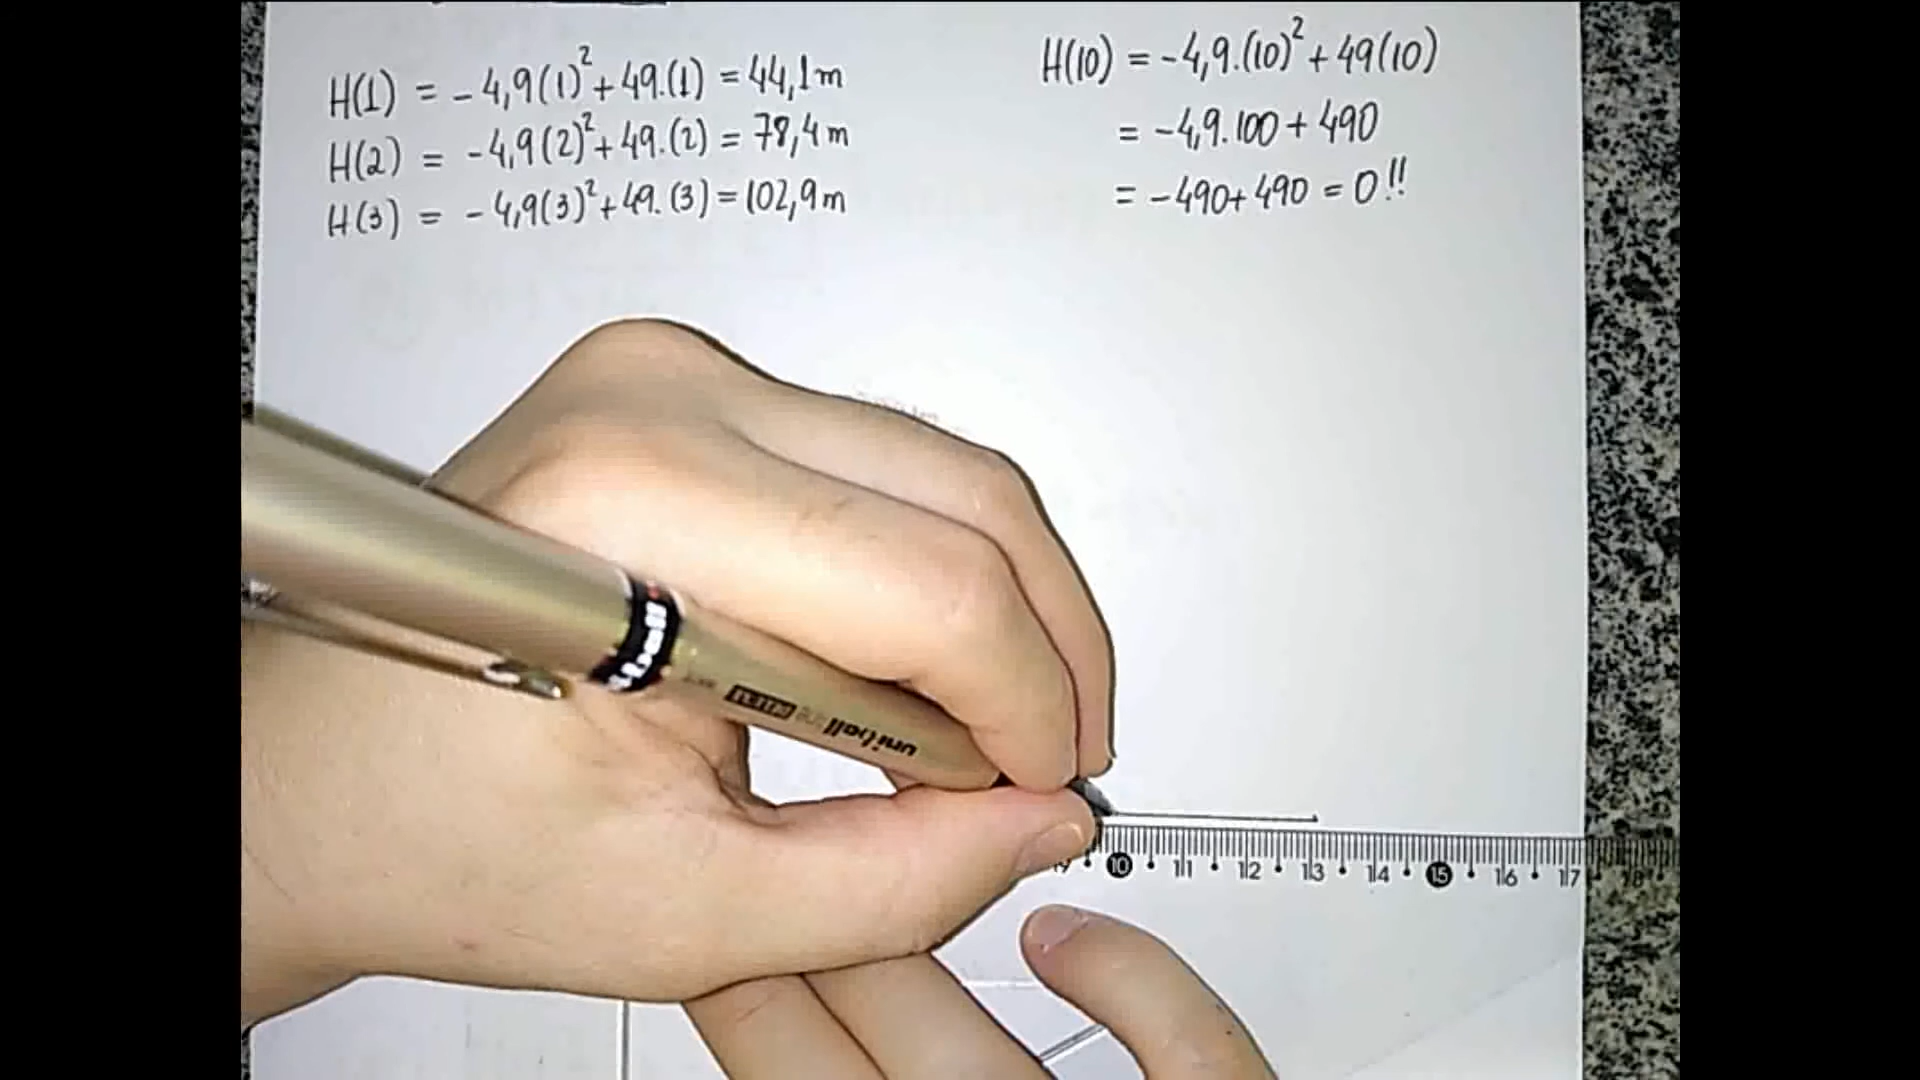 H(1) = -4,9(1)²+49.(1) = 44,1m
H(2) = -4,9(2)²+49.(2) = 78,4m
H(3) = -4,9(3)²+49.(3) = 102,9m
H(10) = -4,9.(10)²+49(10)
= -4,9.100+490
= -490+490 = 0!!
uniball
9 10 11 12 13 14 15 16 17 18